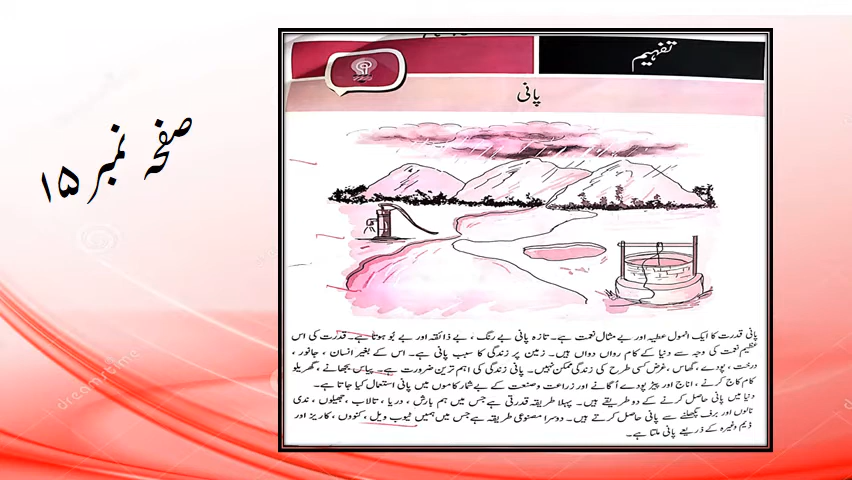 صفحہ نمبر ۱۵
تفہیم
پانی
پانی قدرت کا ایک انمول عطیہ اور بے مثال نعمت ہے۔ تازہ پانی بے رنگ ، بے ذائقہ اور بے بُو ہوتا ہے۔ قدرت کی اس
عظیم نعمت کی وجہ سے دنیا کے کام رواں دواں ہیں۔ زمین پر زندگی کا سبب پانی ہے۔ اس کے بغیر انسان ، جانور ،
درخت ، پودے، گھاس ، غرض کسی طرح کی زندگی ممکن نہیں۔ پانی زندگی کی اہم ترین ضرورت ہے۔ پیاس بجھانے ، گھریلو
کام کاج کرنے ، اناج اور پیڑ پودے اُگانے اور زراعت و صنعت کے بے شمار کاموں میں پانی استعمال کیا جاتا ہے۔
دنیا میں پانی حاصل کرنے کے دو طریقے ہیں۔ پہلا طریقہ قدرتی ہے جس میں ہم بارش ، دریا ، تالاب ، جھیلوں ، ندی
نالوں اور برف پگھلنے سے پانی حاصل کرتے ہیں۔ دوسرا مصنوعی طریقہ ہے جس میں ہمیں ٹیوب ویل ، کنووں ، کاریز اور
ڈیم وغیرہ کے ذریعے پانی ملتا ہے۔
dreamstime